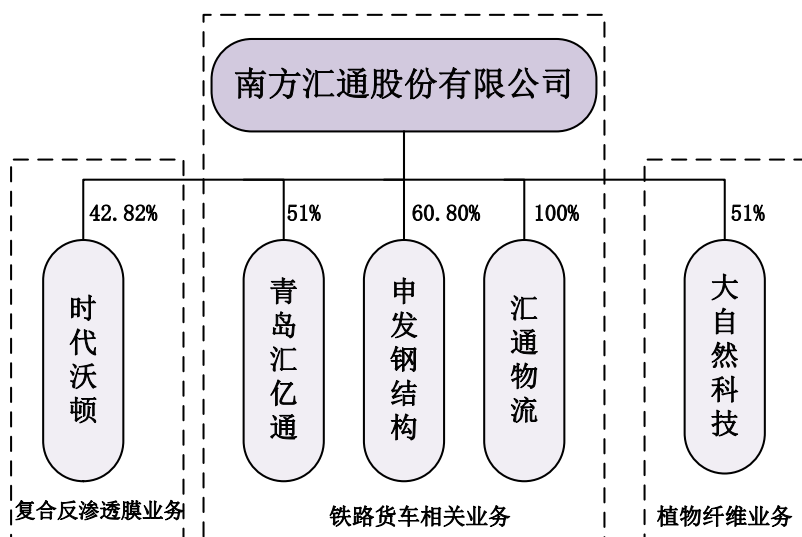 南方汇通股份有限公司
42.82%
51%
60.80%
100%
51%
时代沃顿
青岛汇亿通
申发钢结构
汇通物流
大自然科技
复合反渗透膜业务
铁路货车相关业务
植物纤维业务